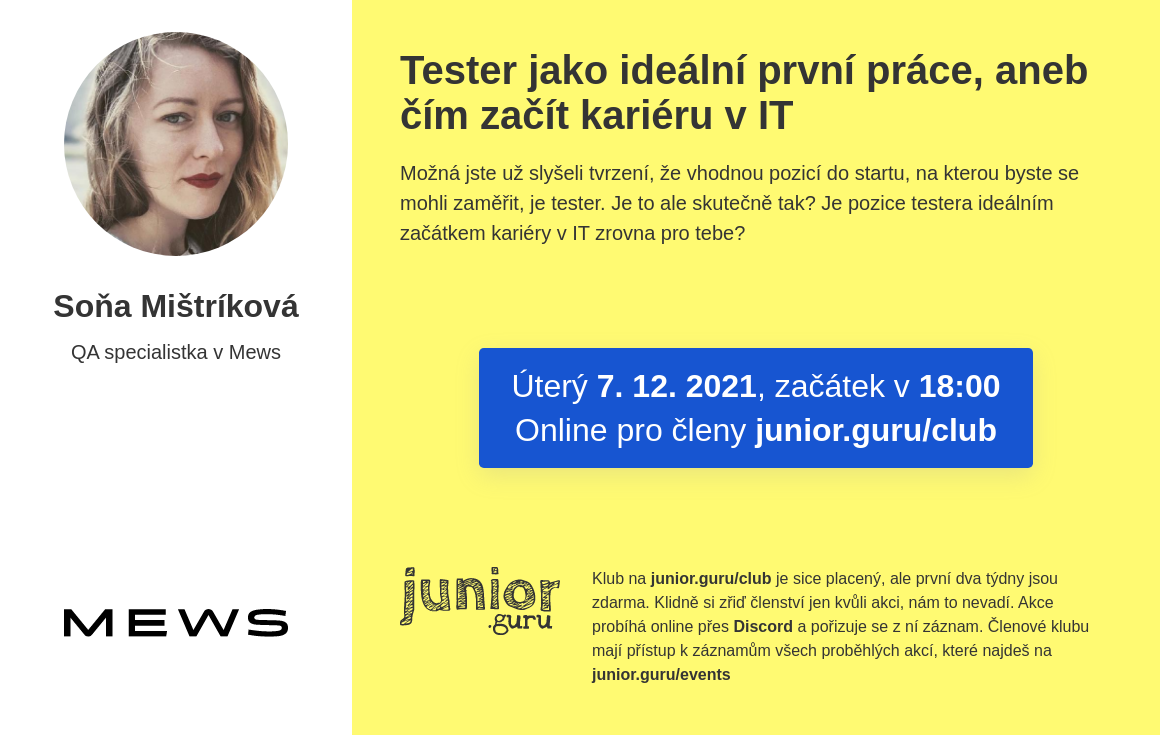 Soňa Mištríková
QA specialistka v Mews
MEWS
Tester jako ideální první práce, aneb
čím začít kariéru v IT
Možná jste už slyšeli tvrzení, že vhodnou pozicí do startu, na kterou byste se
mohli zaměřit, je tester. Je to ale skutečně tak? Je pozice testera ideálním
začátkem kariéry v IT zrovna pro tebe?
Úterý 7. 12. 2021, začátek v 18:00
Online pro členy junior.guru/club
junior
.guru
Klub na junior.guru/club je sice placený, ale první dva týdny jsou
zdarma. Klidně si zřiď členství jen kvůli akci, nám to nevadí. Akce
probíhá online přes Discord a pořizuje se z ní záznam. Členové klubu
mají přístup k záznamům všech proběhlých akcí, které najdeš na
junior.guru/events